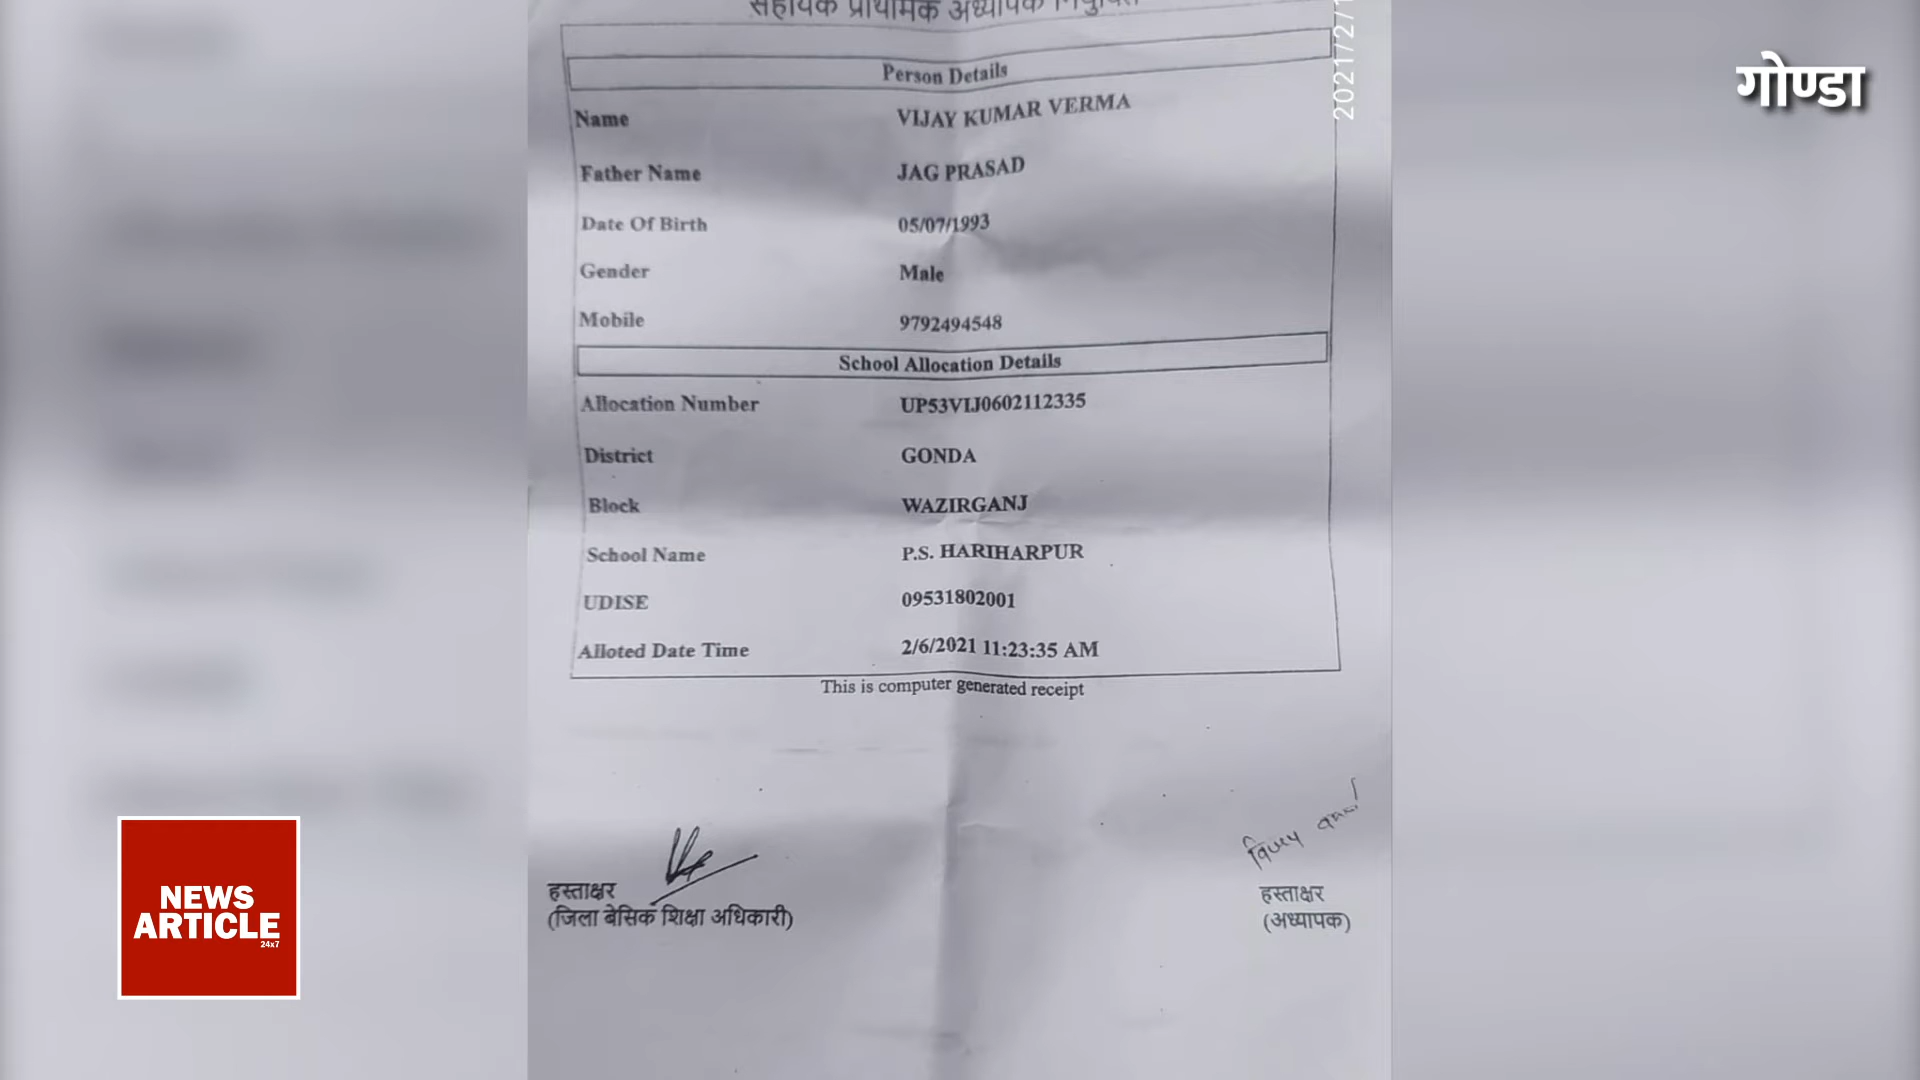 सहायक प्राथमिक अध्यापक नियुक्ति
गोण्डा
Person Details
Name VIJAY KUMAR VERMA
Father Name JAG PRASAD
Date Of Birth 05/07/1993
Gender Male
Mobile 9792494548
School Allocation Details
Allocation Number UP53VIJ0602112335
District GONDA
Block WAZIRGANJ
School Name P.S. HARIHARPUR
UDISE 09531802001
Alloted Date Time 2/6/2021 11:23:35 AM
This is computer generated receipt
हस्ताक्षर
(जिला बेसिक शिक्षा अधिकारी)
हस्ताक्षर
(अध्यापक)
NEWS
ARTICLE
24x7